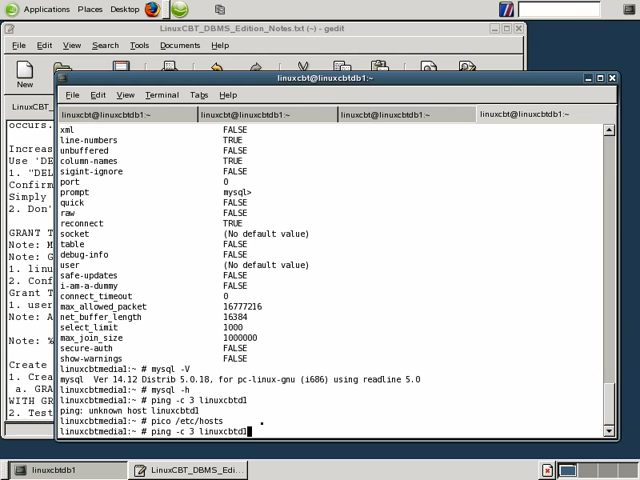 Applications Places Desktop
LinuxCBT_DBMS_Edition_Notes.txt (~) - gedit
File Edit View Search Tools Documents Help
New
LinuxCBT_
occurs.
Increas
Use 'DE
1. "DEL
Confirm
Simply
2. Don'
GRANT T
Note: M
Note: G
1. linu
2. Conf
Grant T
1. user
Note: A
Note: %
Create
1. Crea
a. GRA
WITH GR
2. Test
linuxcbt@linuxcbtdb1:~
File Edit View Terminal Tabs Help
linuxcbt@linuxcbtdb1:~ linuxcbt@linuxcbtdb1:~ linuxcbt@linuxcbtdb1:~ linuxcbt@linuxcbtdb1:~
xml FALSE
line-numbers TRUE
unbuffered FALSE
column-names TRUE
sigint-ignore FALSE
port 0
prompt mysql>
quick FALSE
raw FALSE
reconnect TRUE
socket (No default value)
table FALSE
debug-info FALSE
user (No default value)
safe-updates FALSE
i-am-a-dummy FALSE
connect_timeout 0
max_allowed_packet 16777216
net_buffer_length 16384
select_limit 1000
max_join_size 1000000
secure-auth FALSE
show-warnings FALSE
linuxcbtmedia1:~ # mysql -V
mysql Ver 14.12 Distrib 5.0.18, for pc-linux-gnu (i686) using readline 5.0
linuxcbtmedia1:~ # mysql -h
linuxcbtmedia1:~ # ping -c 3 linuxcbtd1
ping: unknown host linuxcbtd1
linuxcbtmedia1:~ # pico /etc/hosts
linuxcbtmedia1:~ # ping -c 3 linuxcbtd1
linuxcbtdb1
LinuxCBT_DBMS_Edi...